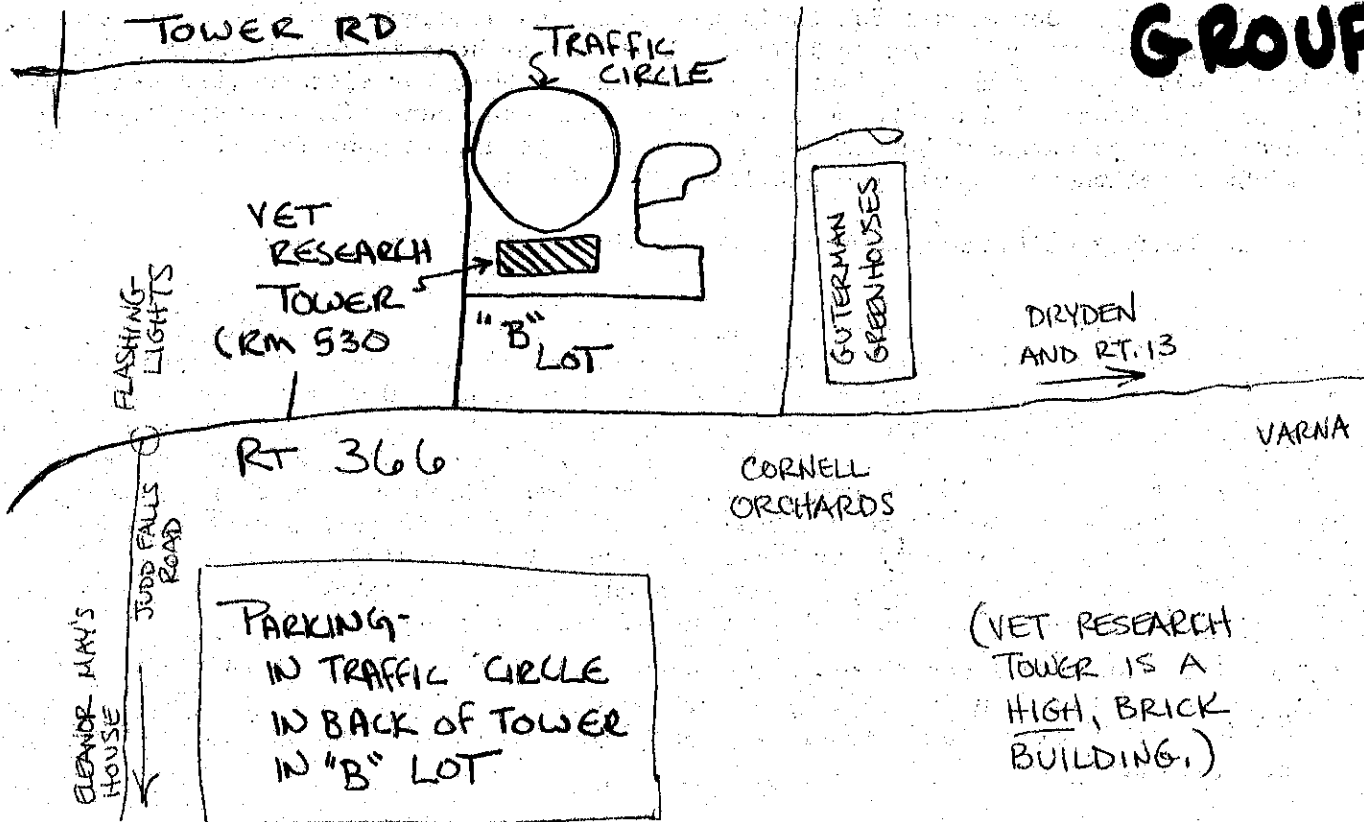 TOWER RD
TRAFFIC
CIRCLE
GROUP
VET
RESEARCH
TOWER
(RM 530
"B"
LOT
GUTERMAN
GREENHOUSES
DRYDEN
AND RT. 13
FLASHING
LIGHTS
RT 366
VARNA
CORNELL
ORCHARDS
JUDD FALLS
ROAD
ELEANOR MAY'S
HOUSE
PARKING-
IN TRAFFIC CIRCLE
IN BACK OF TOWER
IN "B" LOT
(VET RESEARCH
TOWER IS A
HIGH, BRICK
BUILDING.)